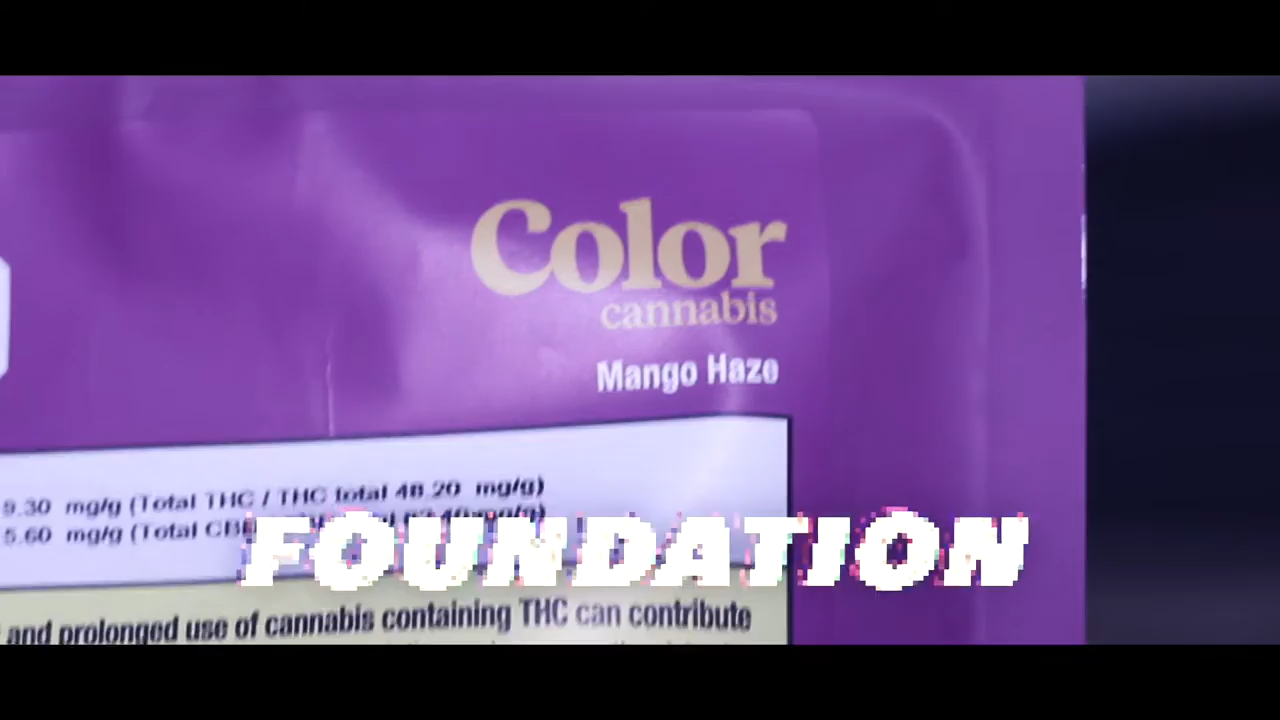 Color
cannabis
Mango Haze
9.30 mg/g (Total THC / THC total 48.20 mg/g)
5.60 mg/g (Total
FOUNDATION
and prolonged use of cannabis containing THC can contribute